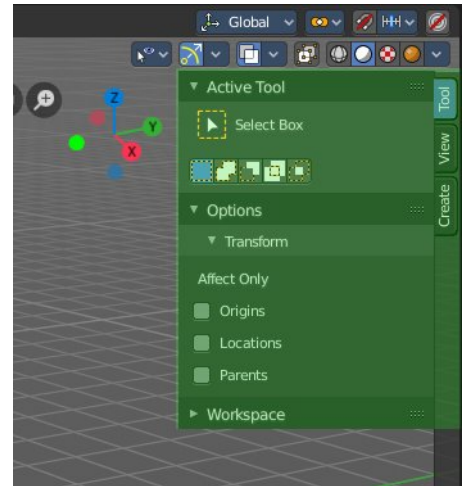 Global
Z
Y
X
Active Tool
Select Box
Options
Transform
Affect Only
Origins
Locations
Parents
Workspace
Tool
View
Create